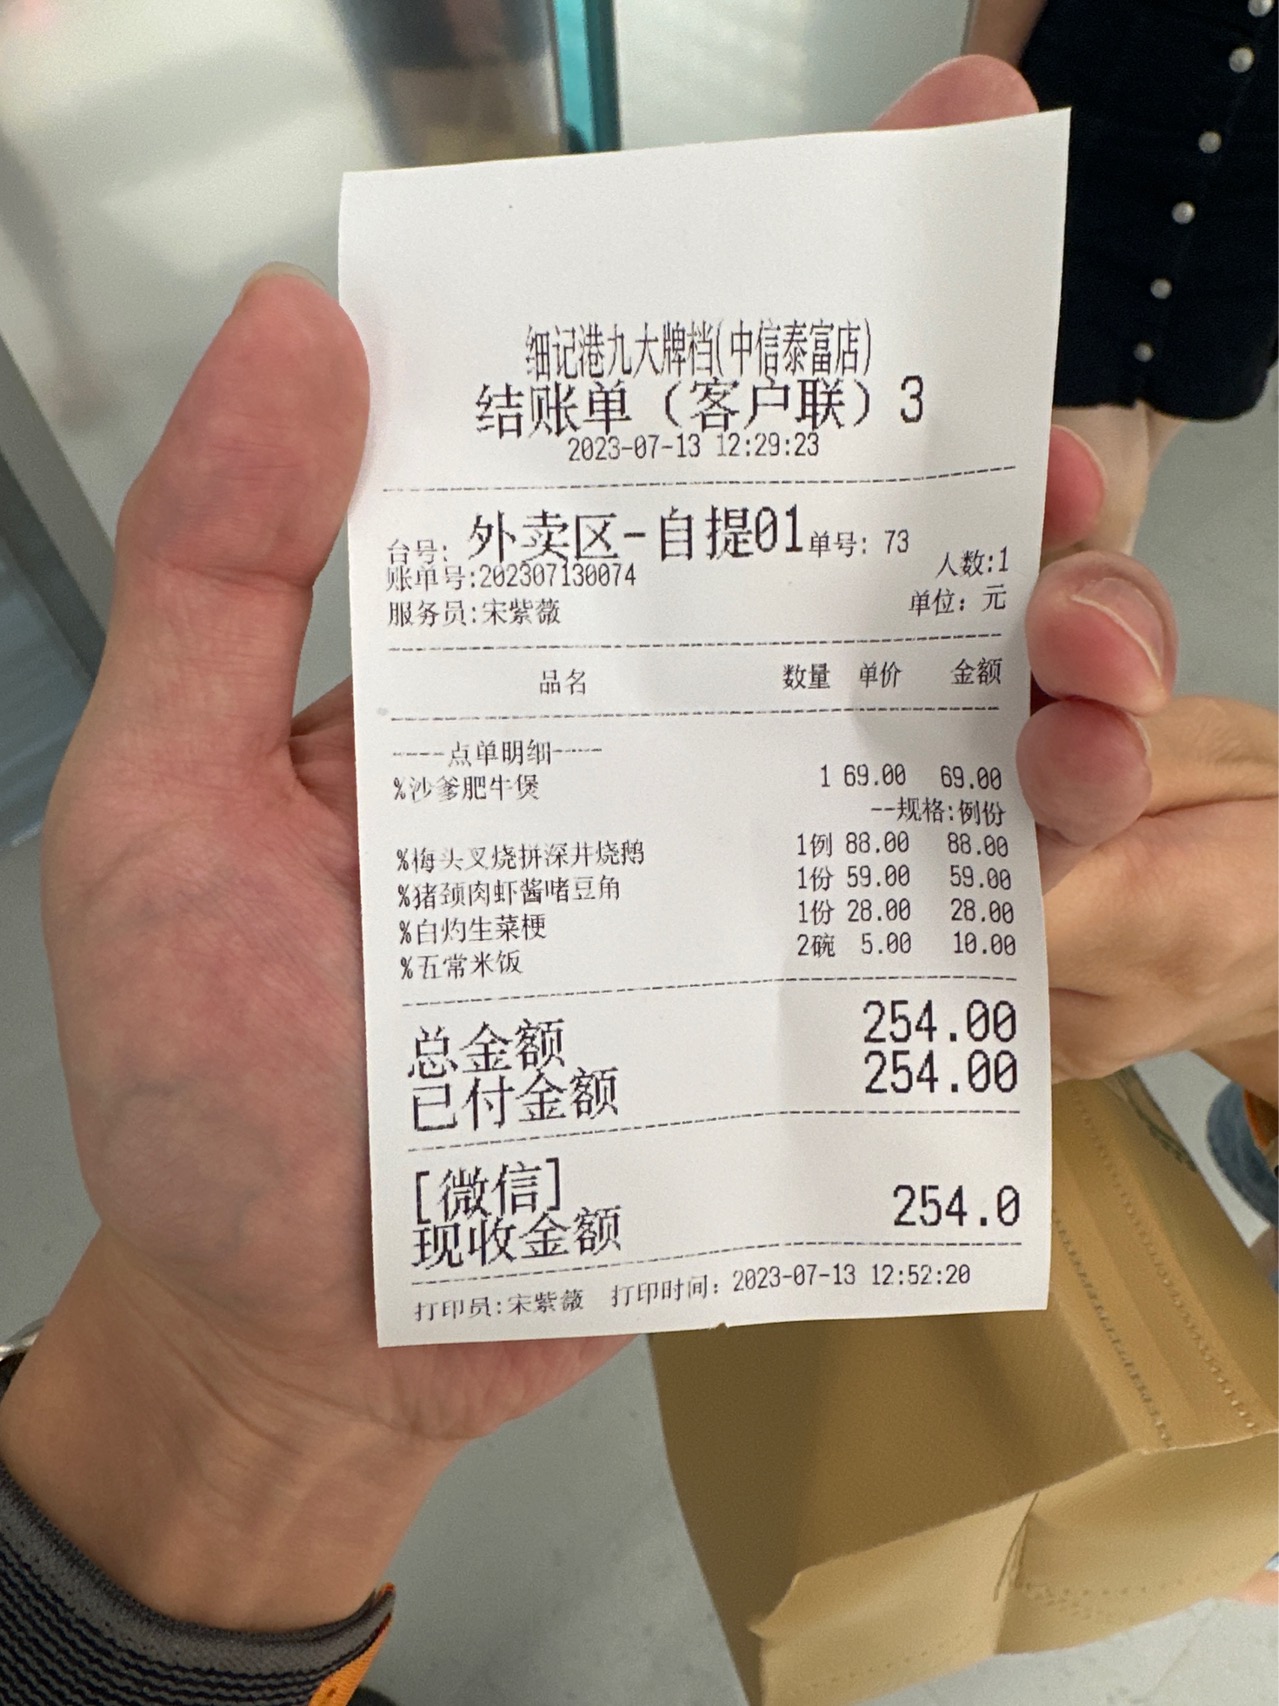 细记港九大牌档(中信泰富店)
结账单（客户联）3
2023-07-13 12:29:23
台号: 外卖区-自提01 单号: 73
账单号:202307130074 人数:1
服务员:宋紫薇 单位: 元
品名 数量 单价 金额
----点单明细----
%沙爹肥牛煲 1 69.00 69.00
--规格:例份
%梅头叉烧拼深井烧鹅 1例 88.00 88.00
%猪颈肉虾酱啫豆角 1份 59.00 59.00
%白灼生菜梗 1份 28.00 28.00
%五常米饭 2碗 5.00 10.00
总金额 254.00
已付金额 254.00
[微信]
现收金额 254.0
打印员:宋紫薇 打印时间: 2023-07-13 12:52:20